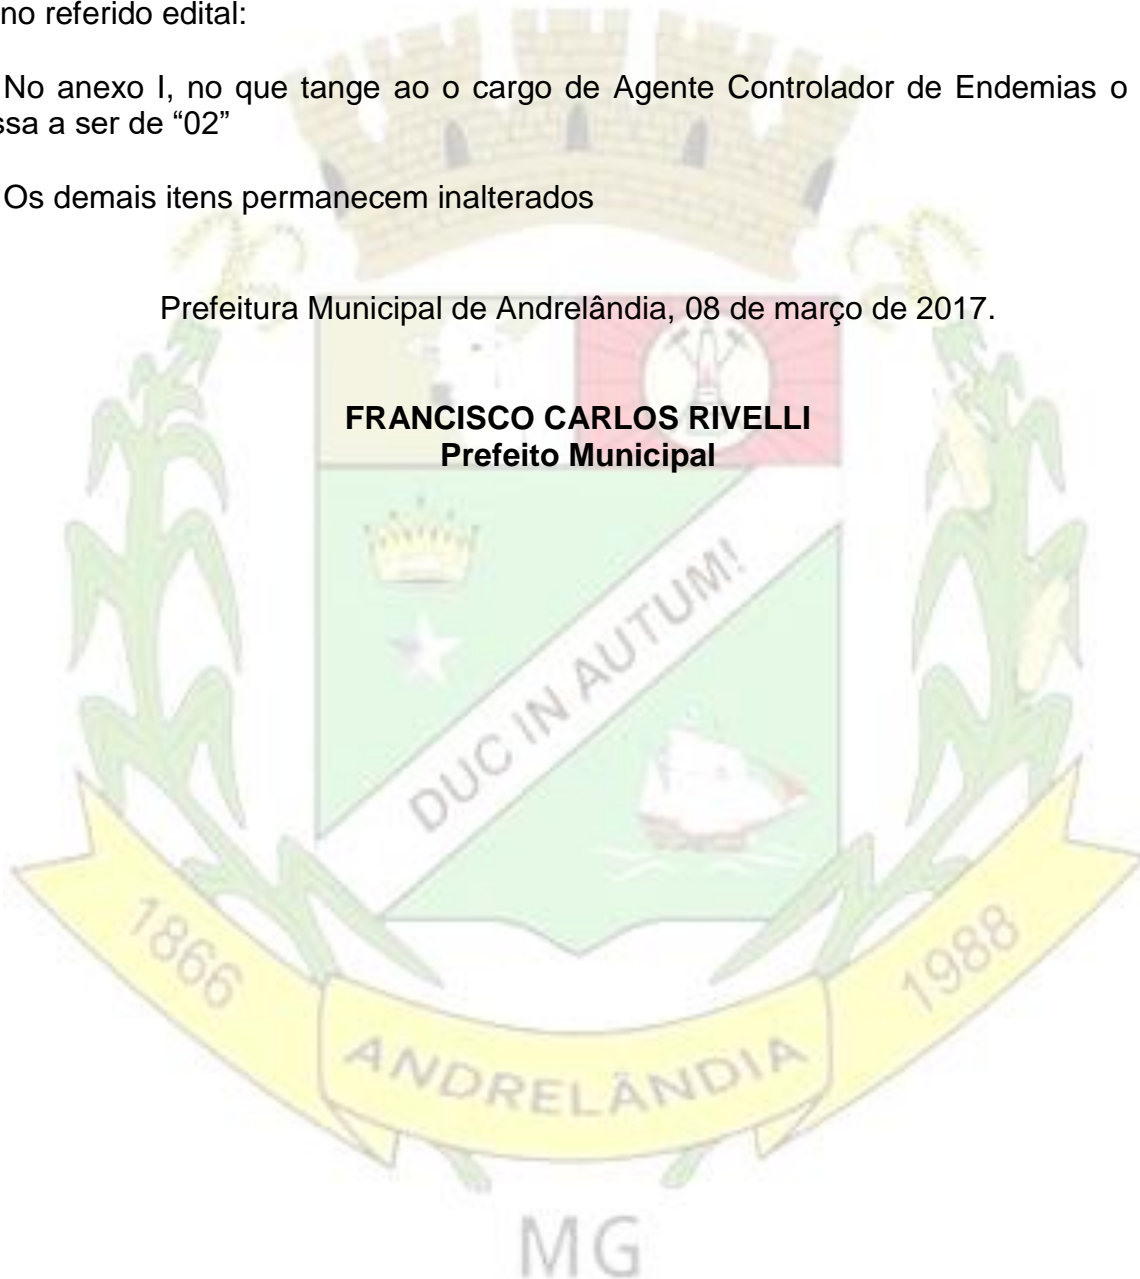 no referido edital:
No anexo I, no que tange ao o cargo de Agente Controlador de Endemias o
ssa a ser de “02”
Os demais itens permanecem inalterados
Prefeitura Municipal de Andrelândia, 08 de março de 2017.
FRANCISCO CARLOS RIVELLI
Prefeito Municipal
DUC IN AUTUM!
1866
1988
ANDRELÂNDIA
MG